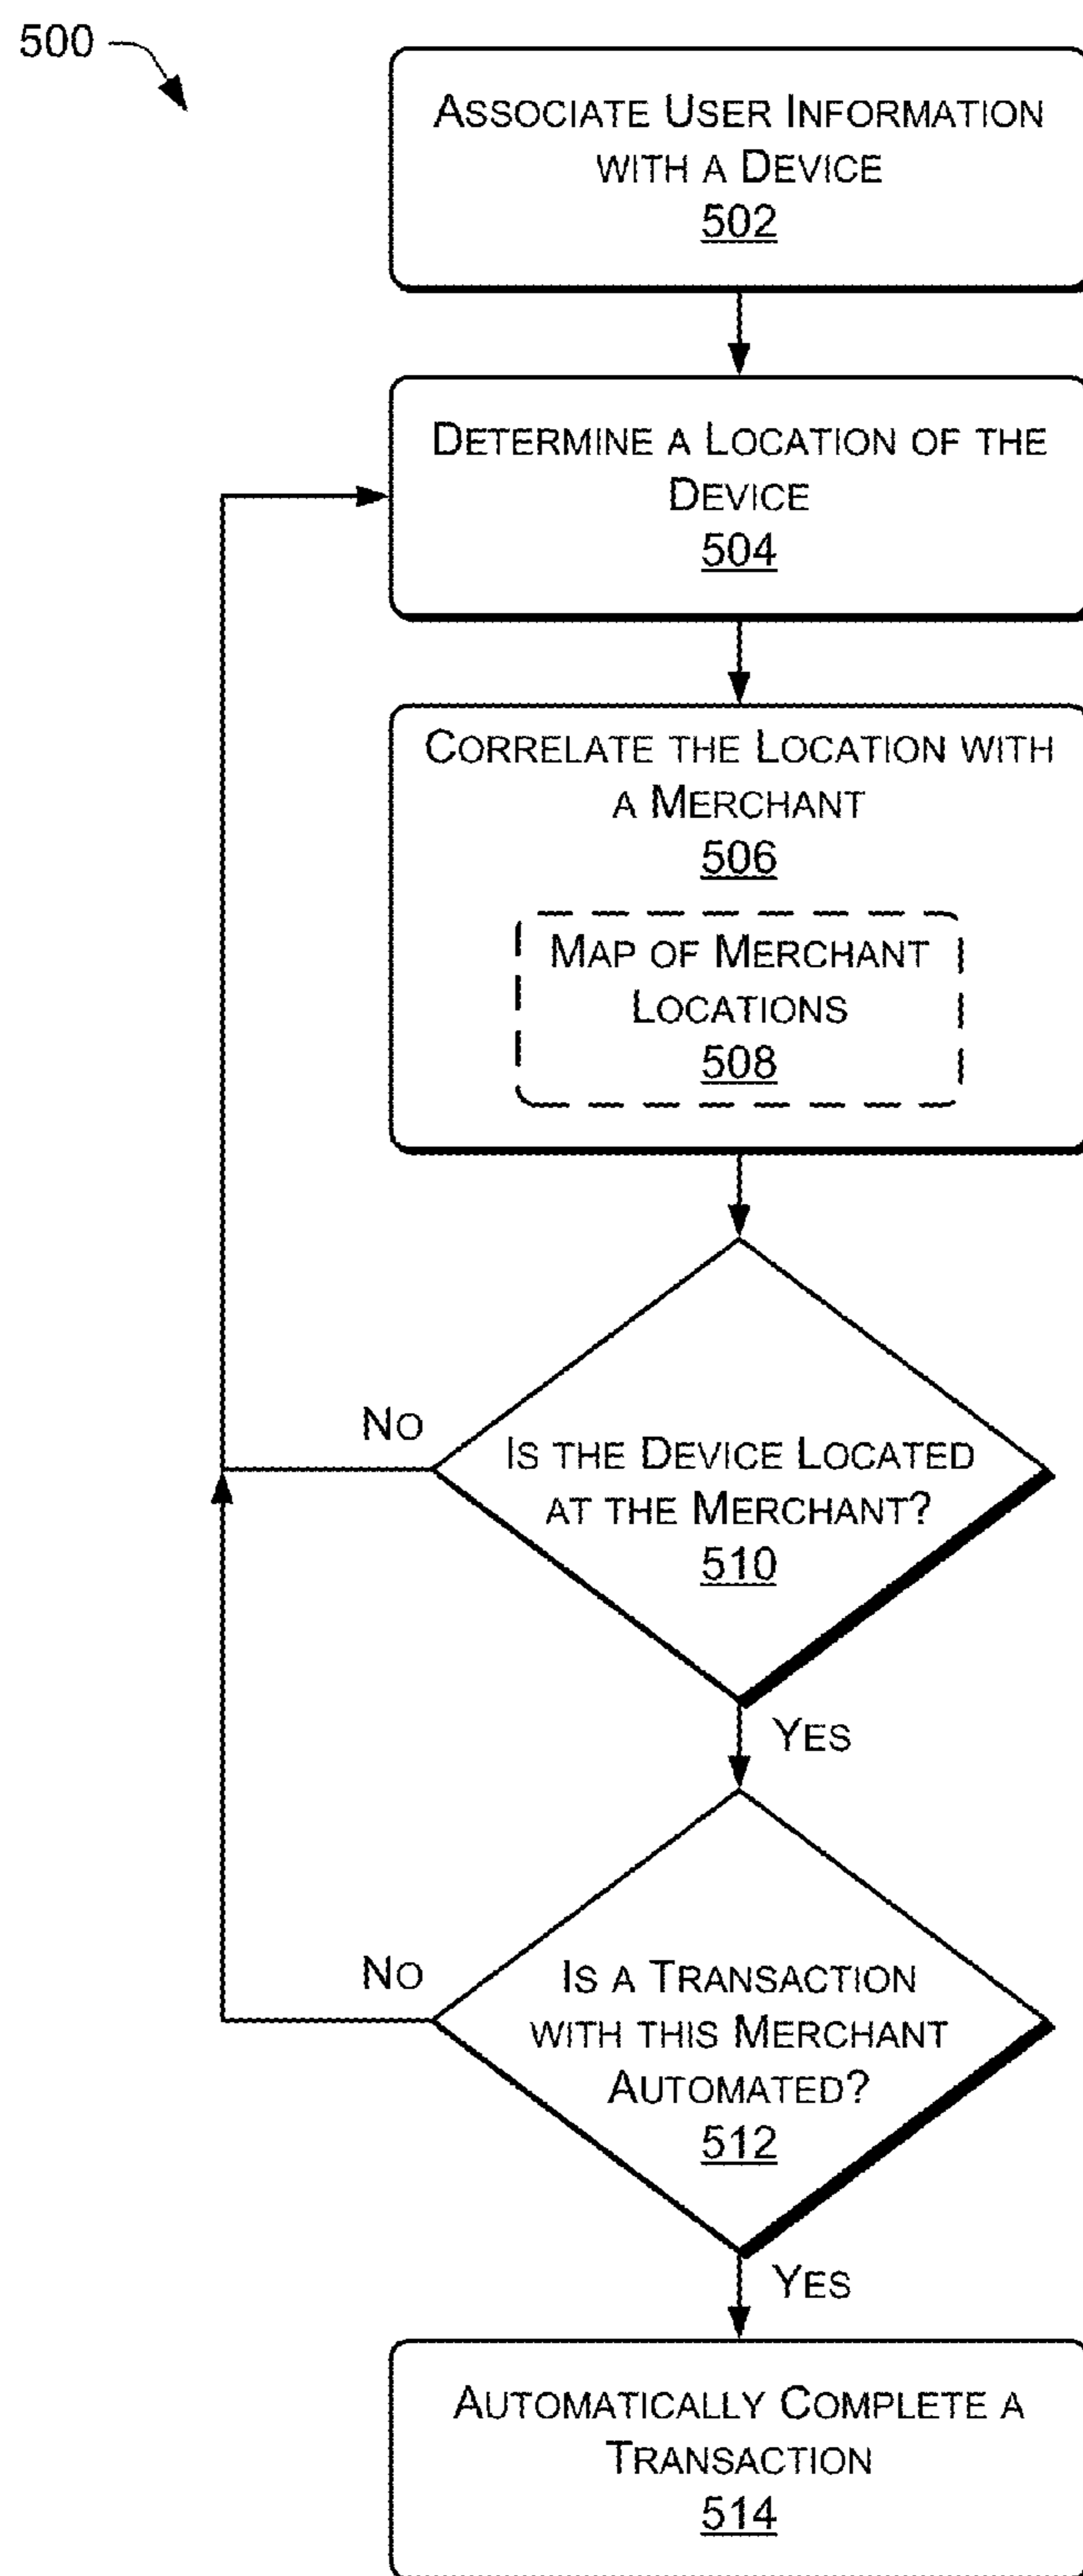 500
ASSOCIATE USER INFORMATION
WITH A DEVICE
502
DETERMINE A LOCATION OF THE
DEVICE
504
CORRELATE THE LOCATION WITH
A MERCHANT
506
MAP OF MERCHANT
LOCATIONS
508
NO
IS THE DEVICE LOCATED
AT THE MERCHANT?
510
YES
NO
IS A TRANSACTION
WITH THIS MERCHANT
AUTOMATED?
512
YES
AUTOMATICALLY COMPLETE A
TRANSACTION
514